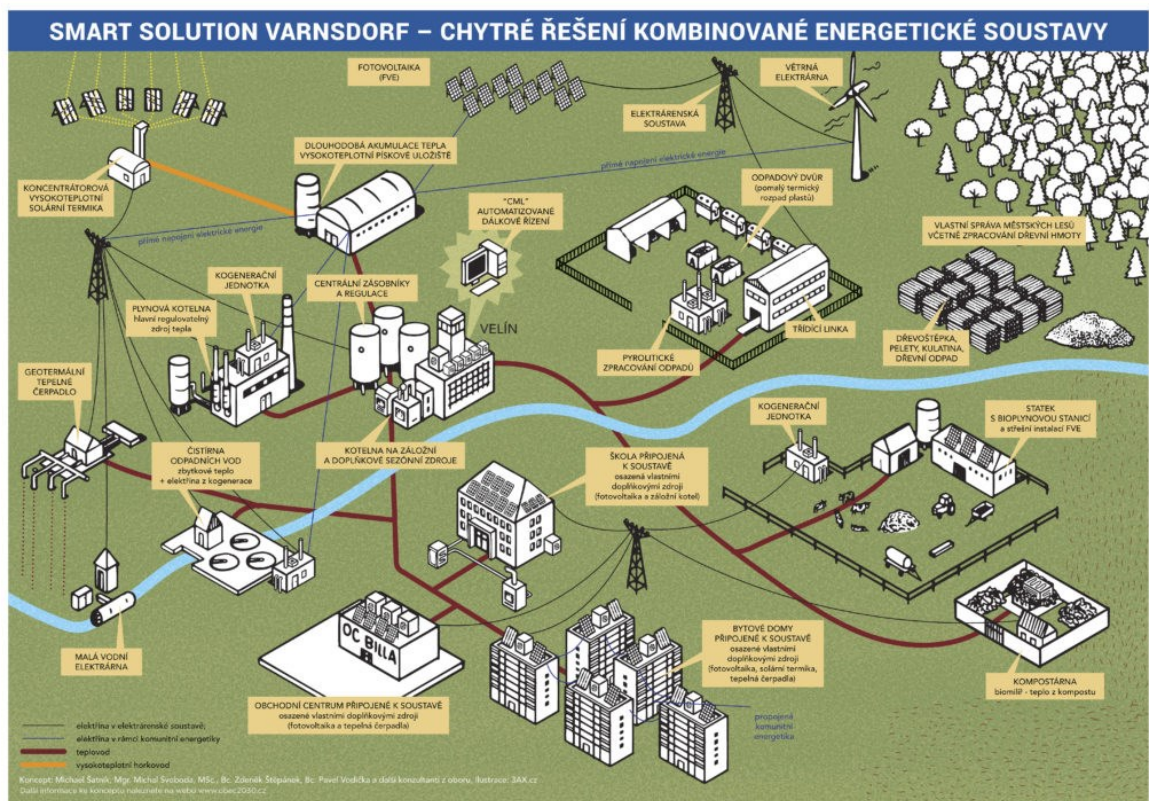 SMART SOLUTION VARNSDORF – CHYTRÉ ŘEŠENÍ KOMBINOVANÉ ENERGETICKÉ SOUSTAVY
FOTOVOLTAIKA
(FVE)
VĚTRNÁ
ELEKTRÁRNA
ELEKTRÁRENSKÁ
SOUSTAVA
DLOUHODOBÁ AKUMULACE TEPLA
VYSOKOTEPLOTNÍ PÍSKOVÉ ULOŽIŠTĚ
přímé napojení elektrické energie
KONCENTRÁTOROVÁ
VYSOKOTEPLOTNÍ
SOLÁRNÍ TERMIKA
ODPADOVÝ DVŮR
(pomalý termický
rozpad plastů)
"CML"
AUTOMATIZOVANÉ
DÁLKOVÉ ŘÍZENÍ
VLASTNÍ SPRÁVA MĚSTSKÝCH LESŮ
VČETNĚ ZPRACOVÁNÍ DŘEVNÍ HMOTY
přímé napojení elektrické energie
KOGENERAČNÍ
JEDNOTKA
CENTRÁLNÍ ZÁSOBNÍKY
A REGULACE
PLYNOVÁ KOTELNA
hlavní regulovatelný
zdroj tepla
VELÍN
TŘÍDÍCÍ LINKA
DŘEVOŠTĚPKA,
PELETY, KULATINA,
DŘEVNÍ ODPAD
PYROLITICKÉ
ZPRACOVÁNÍ ODPADŮ
GEOTERMÁLNÍ
TEPELNÉ
ČERPADLO
KOGENERAČNÍ
JEDNOTKA
STATEK
S BIOPLYNOVOU STANICÍ
a střešní instalací FVE
ČISTÍRNA
ODPADNÍCH VOD
zbytkové teplo
+ elektřina z kogenerace
KOTELNA NA ZÁLOŽNÍ
A DOPLŇKOVÉ SEZÓNNÍ ZDROJE
ŠKOLA PŘIPOJENÁ
K SOUSTAVĚ
osazená vlastními
doplňkovými zdroji
(fotovoltaika a záložní kotel)
OC BILLA
MALÁ VODNÍ
ELEKTRÁRNA
BYTOVÉ DOMY
PŘIPOJENÉ K SOUSTAVĚ
osazené vlastními
doplňkovými zdroji
(fotovoltaika, solární termika,
tepelná čerpadla)
KOMPOSTÁRNA
biomilíř - teplo z kompostu
OBCHODNÍ CENTRUM PŘIPOJENÉ K SOUSTAVĚ
osazené vlastními doplňkovými zdroji
(fotovoltaika a tepelná čerpadla)
propojená
komunitní
energetika
elektřina v elektrárenské soustavě;
elektřina v rámci komunitní energetiky
teplovod
vysokoteplotní horkovod
Koncept: Michael Šatník; Mgr. Michal Svoboda, MSc., Bc. Zdeněk Štěpánek, Bc. Pavel Vodička a další konzultanti z oboru, Ilustrace: 3AX.cz
Další informace ke konceptu naleznete na webu www.obec2030.cz